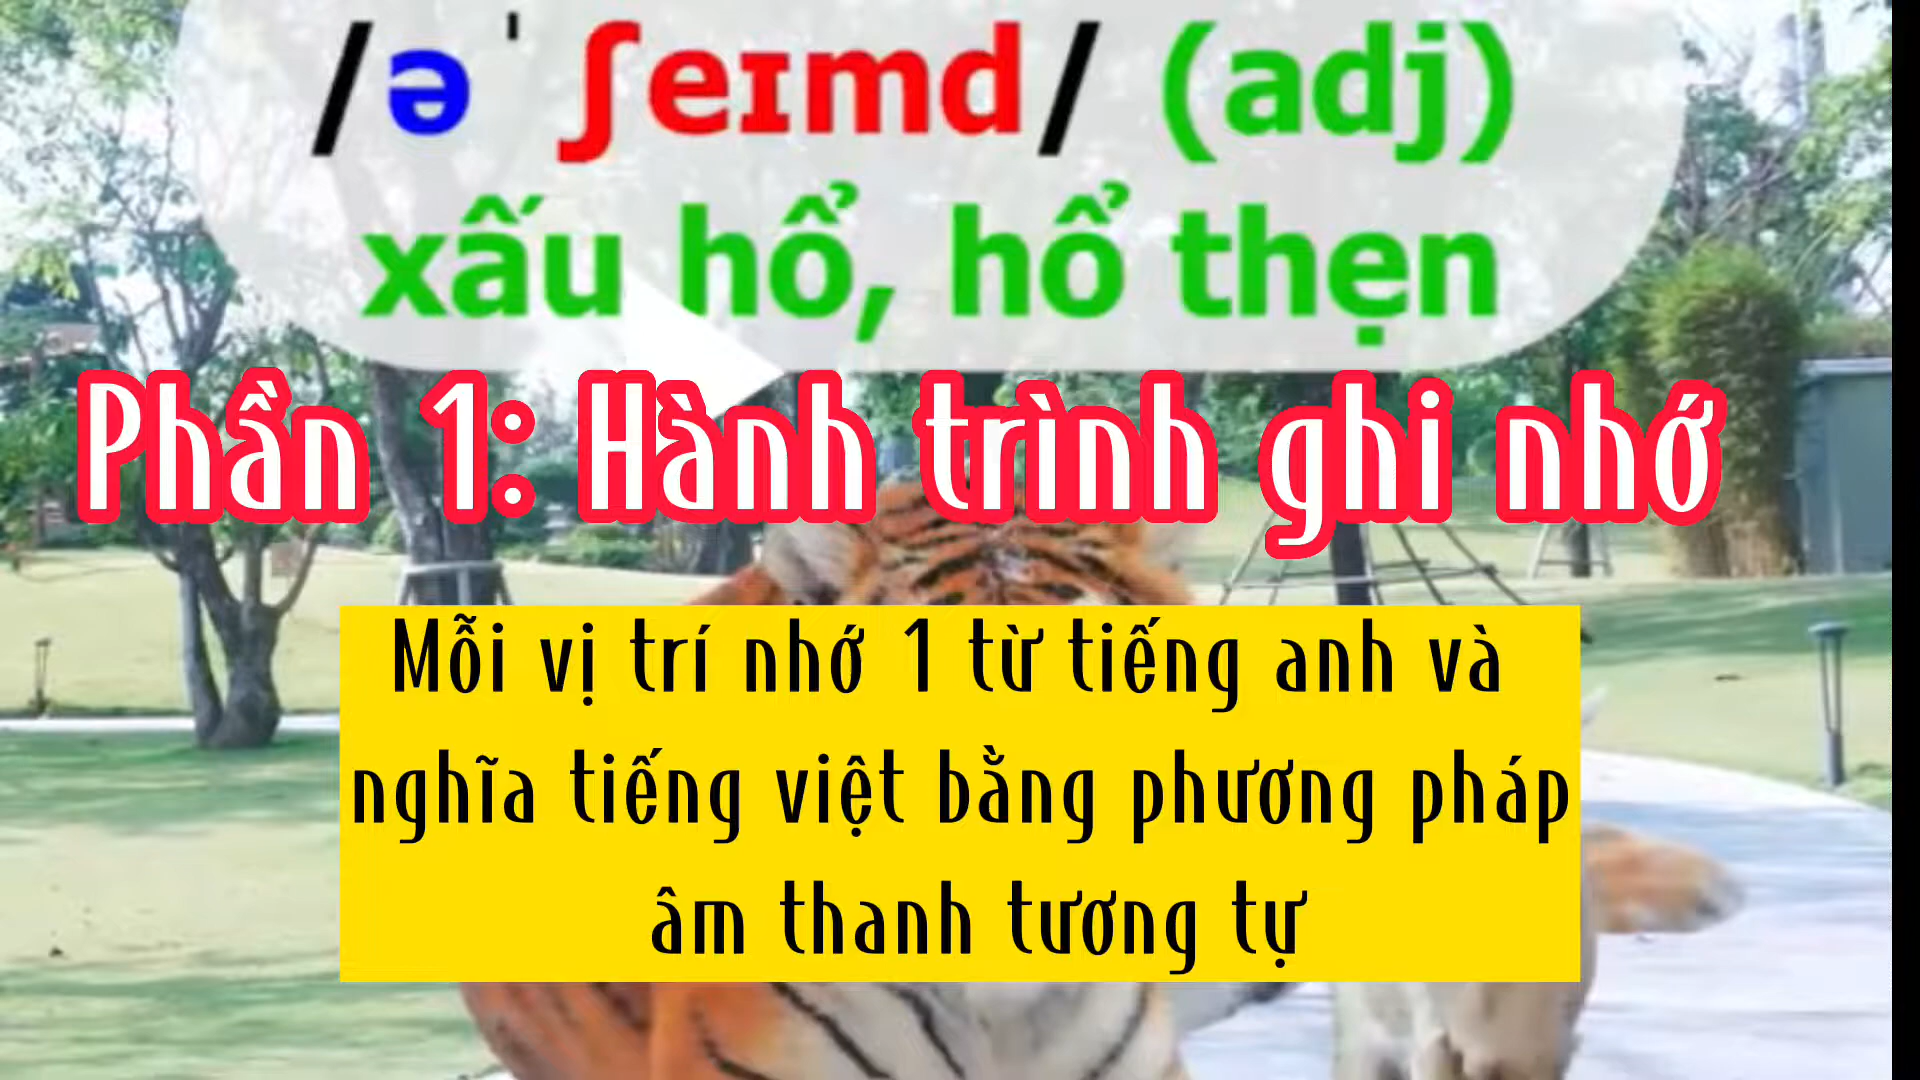 /əˈʃeɪmd/ (adj)
xấu hổ, hổ thẹn
Phần 1: Hành trình ghi nhớ
Mỗi vị trí nhớ 1 từ tiếng anh và
nghĩa tiếng việt bằng phương pháp
âm thanh tương tự